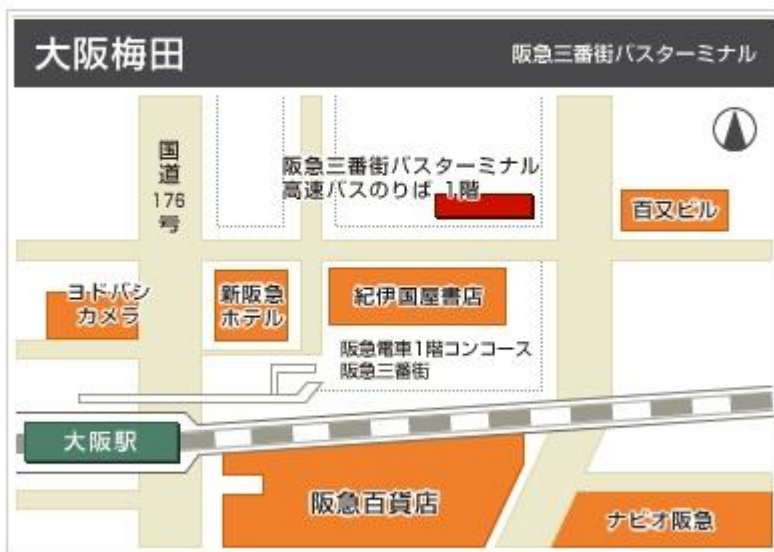 大阪梅田
阪急三番街バスターミナル
国道
176
号
阪急三番街バスターミナル
高速バスのりば 1階
百又ビル
ヨドバシ
カメラ
新阪急
ホテル
紀伊国屋書店
阪急電車1階コンコース
阪急三番街
大阪駅
阪急百貨店
ナビオ阪急